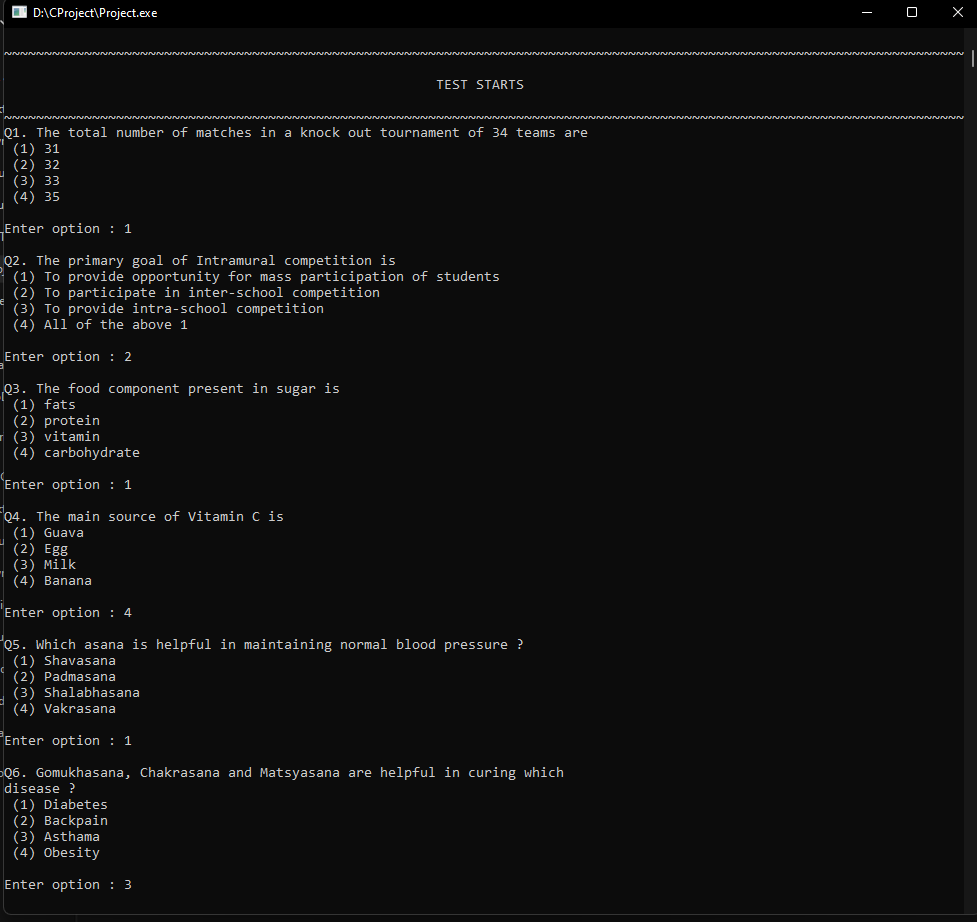 D:\CProject\Project.exe
~~~~~~~~~~~~~~~~~~~~~~~~~~~~~~~~~~~~~~~~~~~~~~~~~~~~~~~~~~~~~~~~~~~~~~~~~~~~~~~~~~~~~~~~~~~~~~~~~~~~~~~~~~~~~~~~~~~~~~~~
TEST STARTS
~~~~~~~~~~~~~~~~~~~~~~~~~~~~~~~~~~~~~~~~~~~~~~~~~~~~~~~~~~~~~~~~~~~~~~~~~~~~~~~~~~~~~~~~~~~~~~~~~~~~~~~~~~~~~~~~~~~~~~~~
Q1. The total number of matches in a knock out tournament of 34 teams are
(1) 31
(2) 32
(3) 33
(4) 35
Enter option : 1
Q2. The primary goal of Intramural competition is
(1) To provide opportunity for mass participation of students
(2) To participate in inter-school competition
(3) To provide intra-school competition
(4) All of the above 1
Enter option : 2
Q3. The food component present in sugar is
(1) fats
(2) protein
(3) vitamin
(4) carbohydrate
Enter option : 1
Q4. The main source of Vitamin C is
(1) Guava
(2) Egg
(3) Milk
(4) Banana
Enter option : 4
Q5. Which asana is helpful in maintaining normal blood pressure ?
(1) Shavasana
(2) Padmasana
(3) Shalabhasana
(4) Vakrasana
Enter option : 1
Q6. Gomukhasana, Chakrasana and Matsyasana are helpful in curing which
disease ?
(1) Diabetes
(2) Backpain
(3) Asthama
(4) Obesity
Enter option : 3